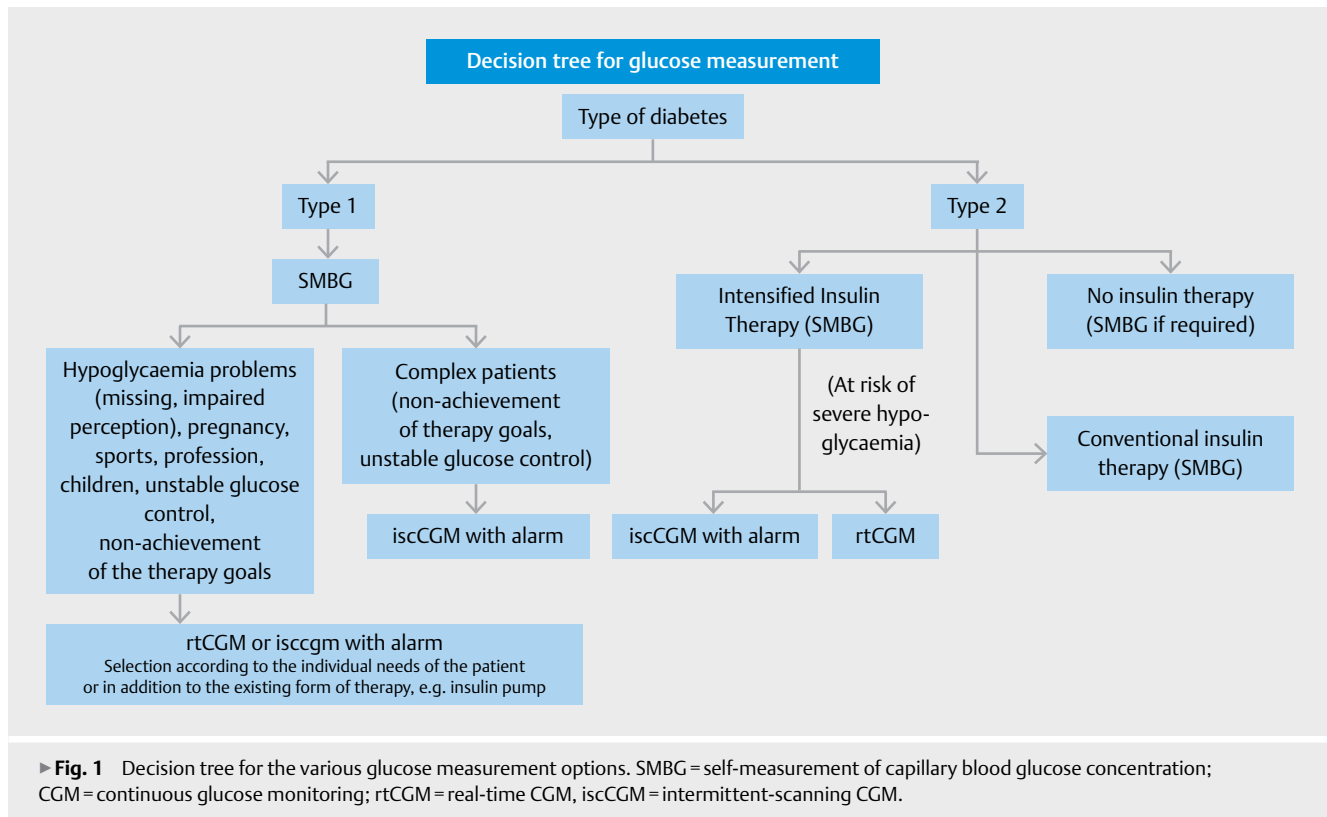 Decision tree for glucose measurement
Type of diabetes
Type 1
Type 2
SMBG
Intensified Insulin
Therapy (SMBG)
No insulin therapy
(SMBG if required)
Hypoglycaemia problems
(missing, impaired
perception), pregnancy,
sports, profession,
children, unstable glucose
control,
non-achievement
of the therapy goals
Complex patients
(non-achievement
of therapy goals,
unstable glucose control)
(At risk of
severe hypo-
glycaemia)
Conventional insulin
therapy (SMBG)
iscCGM with alarm
iscCGM with alarm
rtCGM
rtCGM or isccgm with alarm
Selection according to the individual needs of the patient
or in addition to the existing form of therapy, e.g. insulin pump
▸Fig. 1 Decision tree for the various glucose measurement options. SMBG = self-measurement of capillary blood glucose concentration;
CGM = continuous glucose monitoring; rtCGM = real-time CGM, iscCGM = intermittent-scanning CGM.